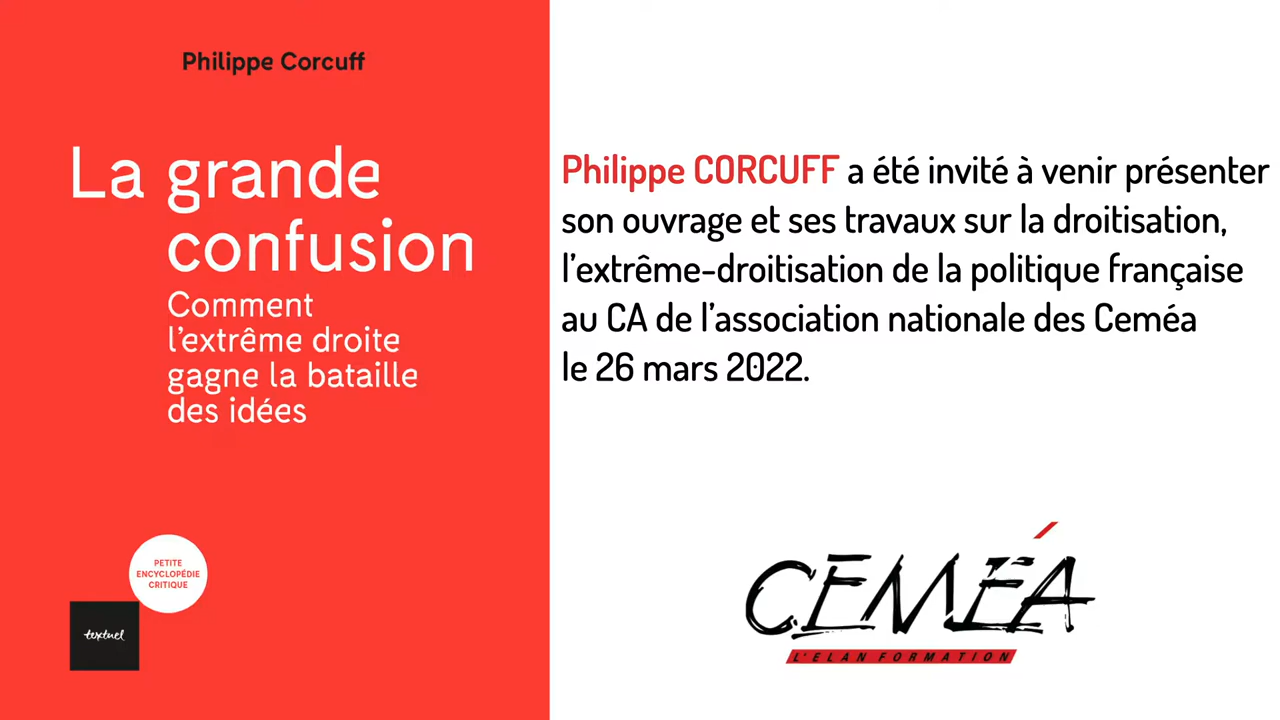 Philippe Corcuff
La grande
confusion
Comment
l’extrême droite
gagne la bataille
des idées
PETITE
ENCYCLOPÉDIE
CRITIQUE
textuel
Philippe CORCUFF a été invité à venir présenter
son ouvrage et ses travaux sur la droitisation,
l’extrême-droitisation de la politique française
au CA de l’association nationale des Ceméa
le 26 mars 2022.
CEMÉA
L'ELAN FORMATION